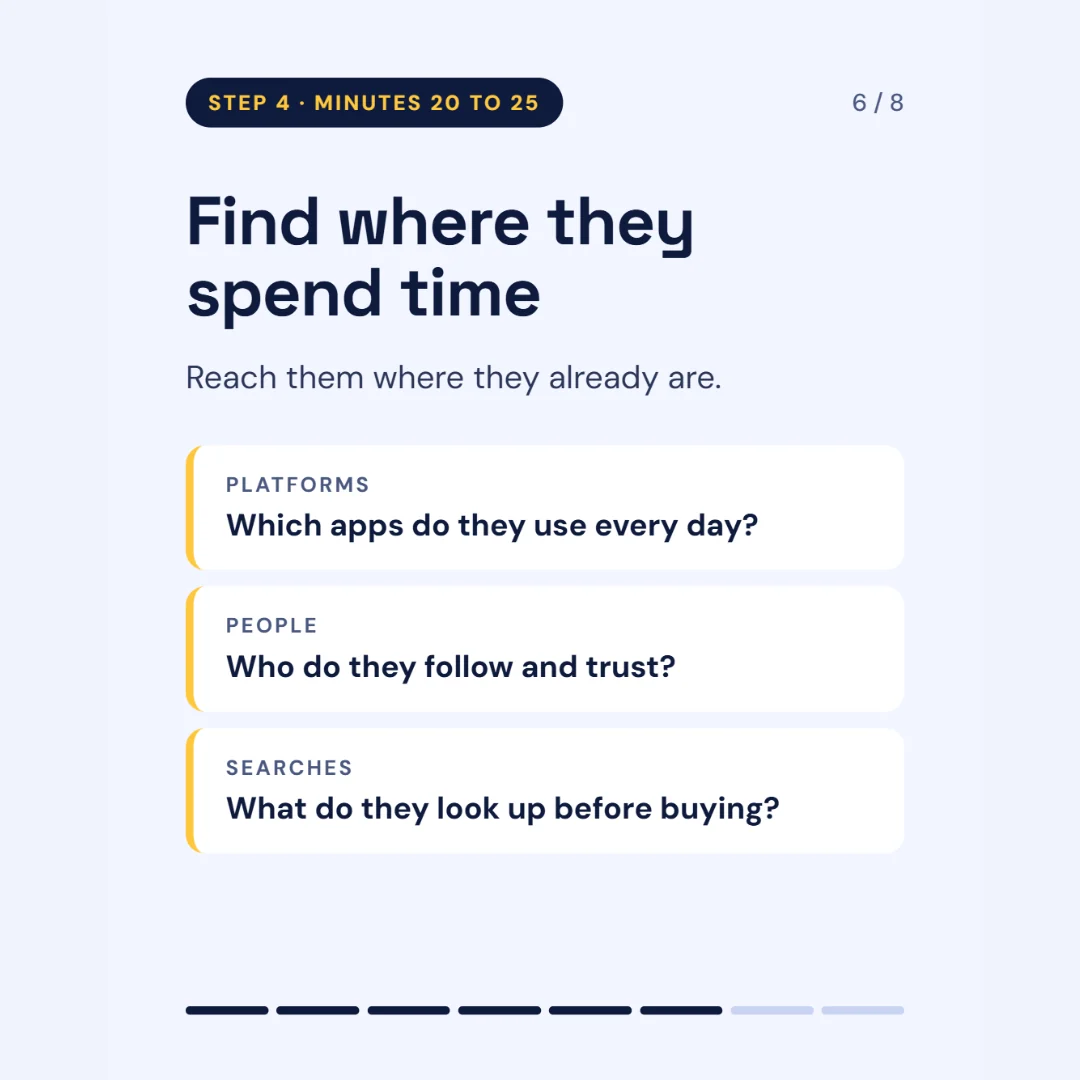 STEP 4 · MINUTES 20 TO 25
6 / 8
Find where they
spend time
Reach them where they already are.
PLATFORMS
Which apps do they use every day?
PEOPLE
Who do they follow and trust?
SEARCHES
What do they look up before buying?